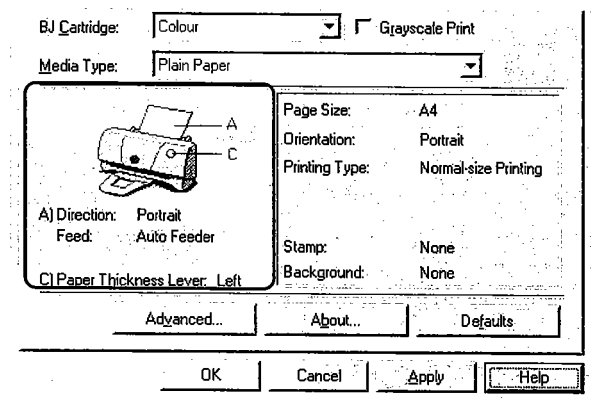 BJ Cartridge: Colour Grayscale Print
Media Type: Plain Paper
A
C
A) Direction: Portrait
Feed: Auto Feeder
C) Paper Thickness Lever: Left
Page Size: A4
Orientation: Portrait
Printing Type: Normal-size Printing
Stamp: None
Background: None
Advanced... About... Defaults
OK Cancel Apply Help